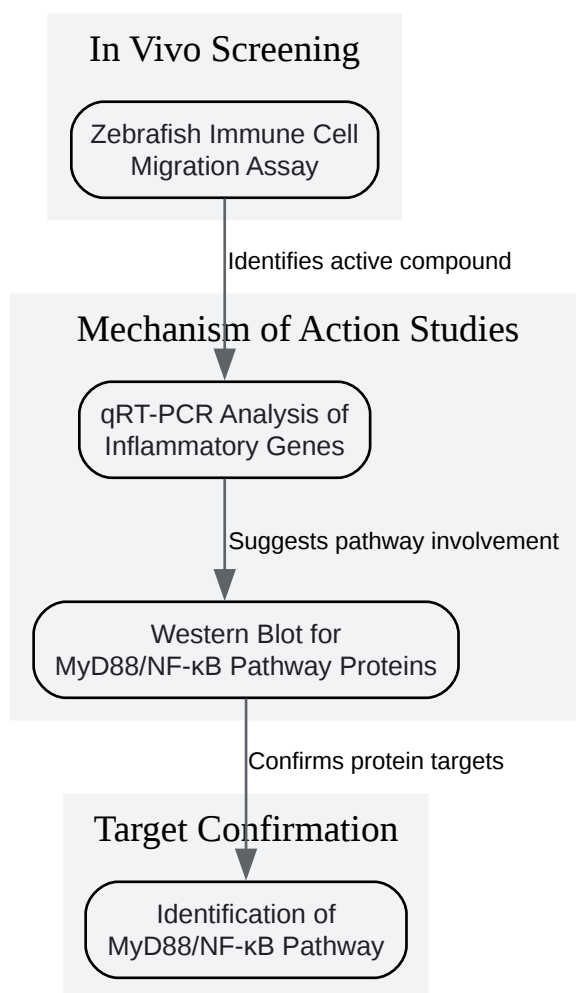 In Vivo Screening
Zebrafish Immune Cell
Migration Assay
Identifies active compound
Mechanism of Action Studies
qRT-PCR Analysis of
Inflammatory Genes
Suggests pathway involvement
Western Blot for
MyD88/NF-κB Pathway Proteins
Confirms protein targets
Target Confirmation
Identification of
MyD88/NF-κB Pathway